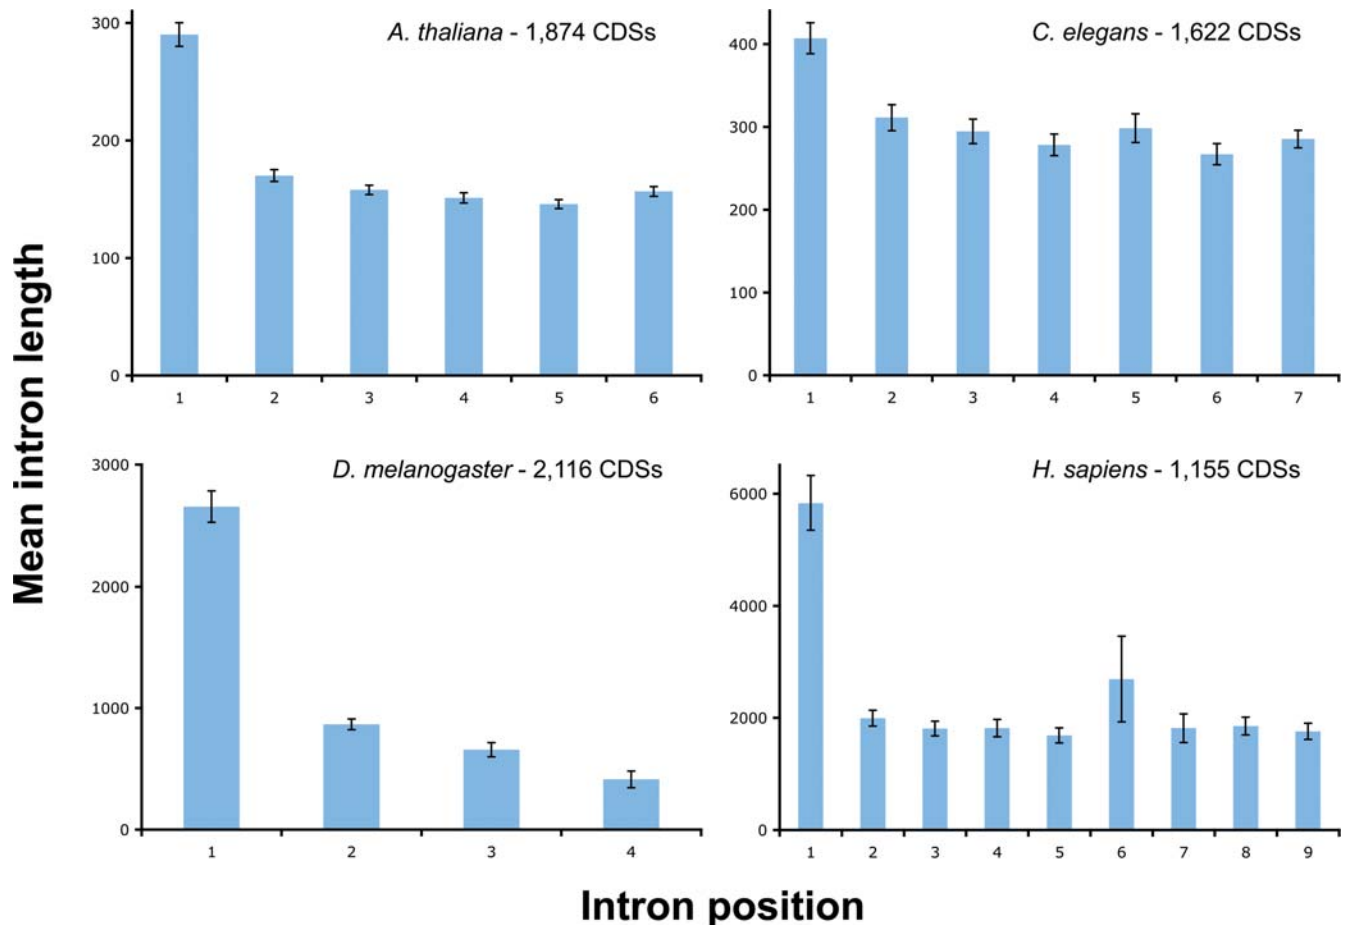 Mean intron length
A. thaliana - 1,874 CDSs
300
200
100
0
1 2 3 4 5 6
C. elegans - 1,622 CDSs
400
300
200
100
0
1 2 3 4 5 6 7
D. melanogaster - 2,116 CDSs
3000
2000
1000
0
1 2 3 4
H. sapiens - 1,155 CDSs
6000
4000
2000
0
1 2 3 4 5 6 7 8 9
Intron position